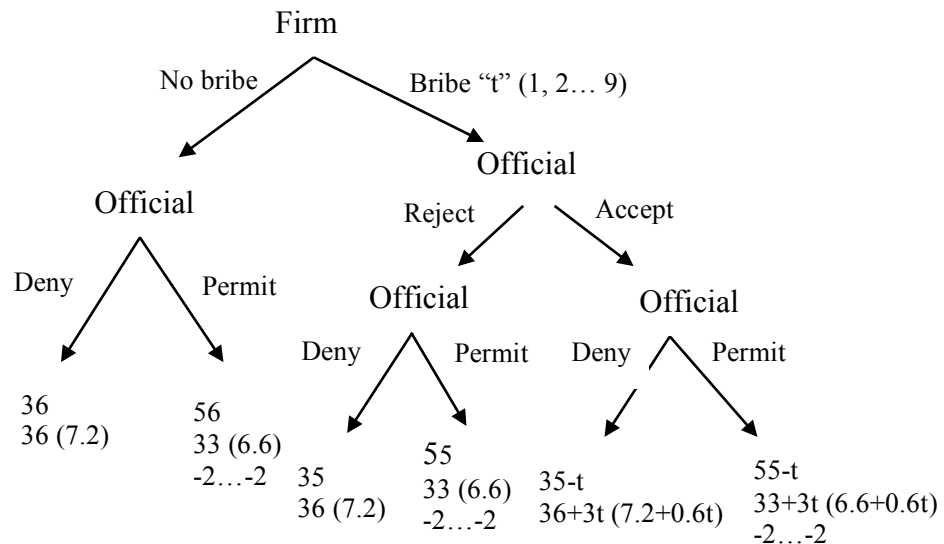 Firm
No bribe
Bribe “t” (1, 2… 9)
Official
Official
Reject
Accept
Deny
Permit
Official
Official
Deny
Permit
Deny
Permit
36
36 (7.2)
56
33 (6.6)
-2…-2
35
36 (7.2)
55
33 (6.6)
-2…-2
35-t
36+3t (7.2+0.6t)
55-t
33+3t (6.6+0.6t)
-2…-2